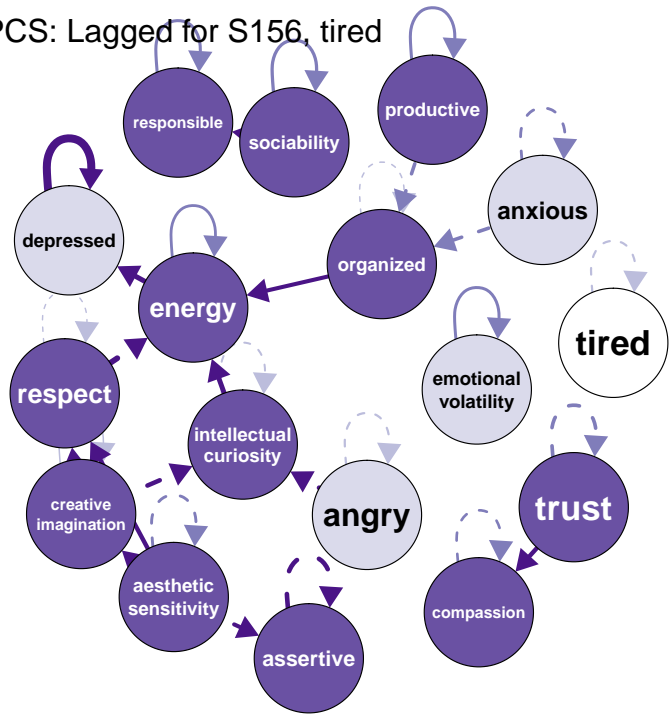 PCS: Lagged for S156, tired
responsible
sociability
productive
anxious
depressed
organized
energy
tired
emotional
volatility
respect
intellectual
curiosity
creative
imagination
angry
trust
aesthetic
sensitivity
compassion
assertive